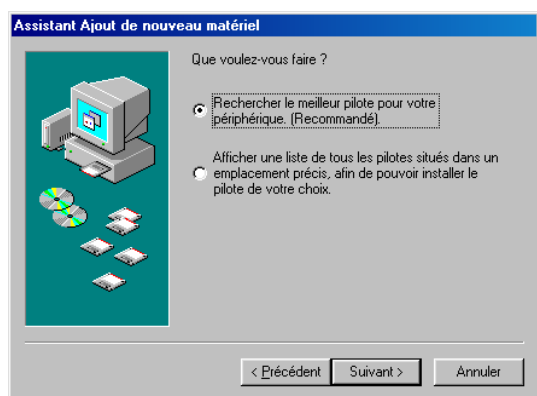 Assistant Ajout de nouveau matériel
Que voulez-vous faire ?
Rechercher le meilleur pilote pour votre
périphérique. (Recommandé).
Afficher une liste de tous les pilotes situés dans un
emplacement précis, afin de pouvoir installer le
pilote de votre choix.
< Précédent
Suivant >
Annuler